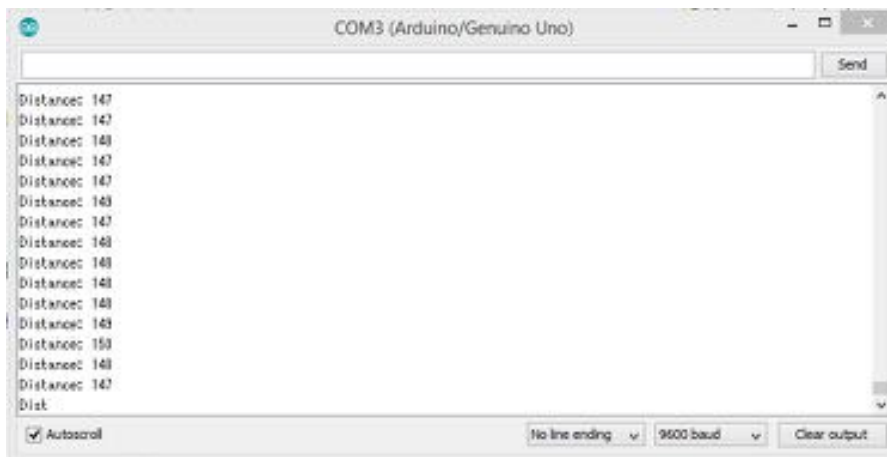 COM3 (Arduino/Genuino Uno)
Send
Distance: 147
Distance: 147
Distance: 148
Distance: 147
Distance: 147
Distance: 149
Distance: 147
Distance: 148
Distance: 148
Distance: 148
Distance: 148
Distance: 149
Distance: 150
Distance: 148
Distance: 147
Dist
Autoscroll
No line ending
9600 baud
Clear output